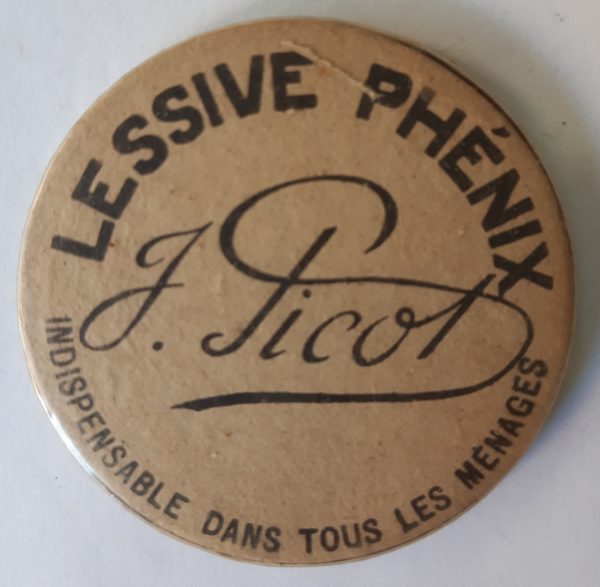 LESSIVE PHÉNIX
J. Picot
INDISPENSABLE DANS TOUS LES MÉNAGES